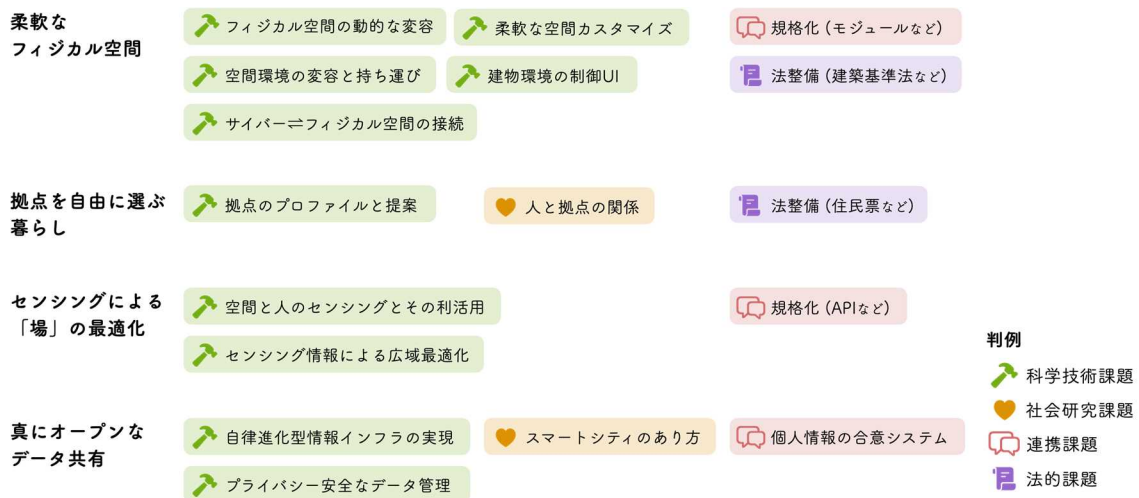 柔軟な
フィジカル空間
フィジカル空間の動的な変容
柔軟な空間カスタマイズ
規格化 (モジュールなど)
空間環境の変容と持ち運び
建物環境の制御UI
法整備 (建築基準法など)
サイバー⇌フィジカル空間の接続
拠点を自由に選ぶ
暮らし
拠点のプロファイルと提案
人と拠点の関係
法整備 (住民票など)
センシングによる
「場」の最適化
空間と人のセンシングとその利活用
規格化 (APIなど)
センシング情報による広域最適化
真にオープンな
データ共有
自律進化型情報インフラの実現
スマートシティのあり方
個人情報の合意システム
プライバシー安全なデータ管理
判例
科学技術課題
社会研究課題
連携課題
法的課題